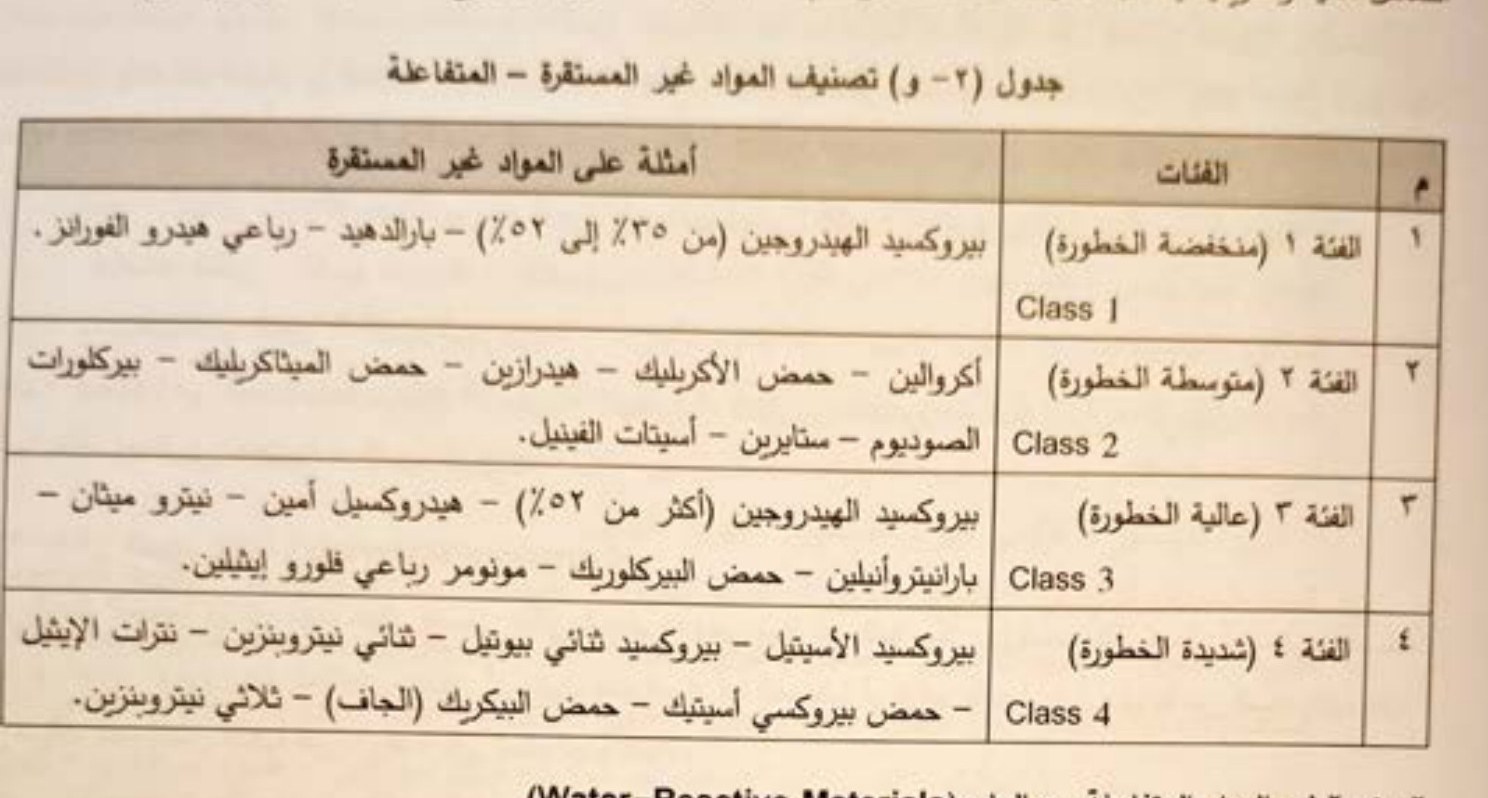 جدول (٢- و) تصنيف المواد غير المستقرة – المتفاعلة
م الفئات أمثلة على المواد غير المستقرة
١ الفئة ١ (منخفضة الخطورة) بيروكسيد الهيدروجين (من ٣٥٪ إلى ٥٢٪) – بارالدهيد – رباعي هيدرو الفورانز.
Class 1
٢ الفئة ٢ (متوسطة الخطورة) أكروالين – حمض الأكريليك – هيدرازين – حمض الميثاكريليك – بيركلورات
Class 2 الصوديوم – ستايرين – أسيتات الفينيل.
٣ الفئة ٣ (عالية الخطورة) بيروكسيد الهيدروجين (أكثر من ٥٢٪) – هيدروكسيل أمين – نيترو ميثان –
Class 3 بارانيتروأنيلين – حمض البيركلوريك – مونومر رباعي فلورو إيثيلين.
٤ الفئة ٤ (شديدة الخطورة) بيروكسيد الأسيتيل – بيروكسيد ثنائي بيوتيل – ثنائي نيتروبنزين – نترات الإيثيل
Class 4 – حمض بيروكسي أسيتيك – حمض البيكريك (الجاف) – ثلاثي نيتروبنزين.
(Water-Reactive Materials)